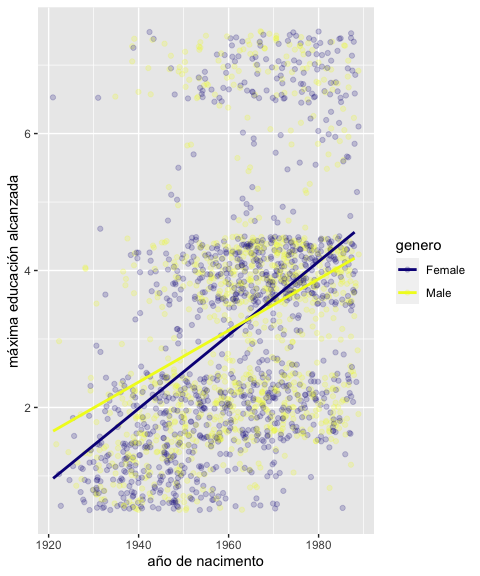 máxima educación alcanzada
6
4
2
1920
1940
1960
1980
año de nacimento
genero
Female
Male